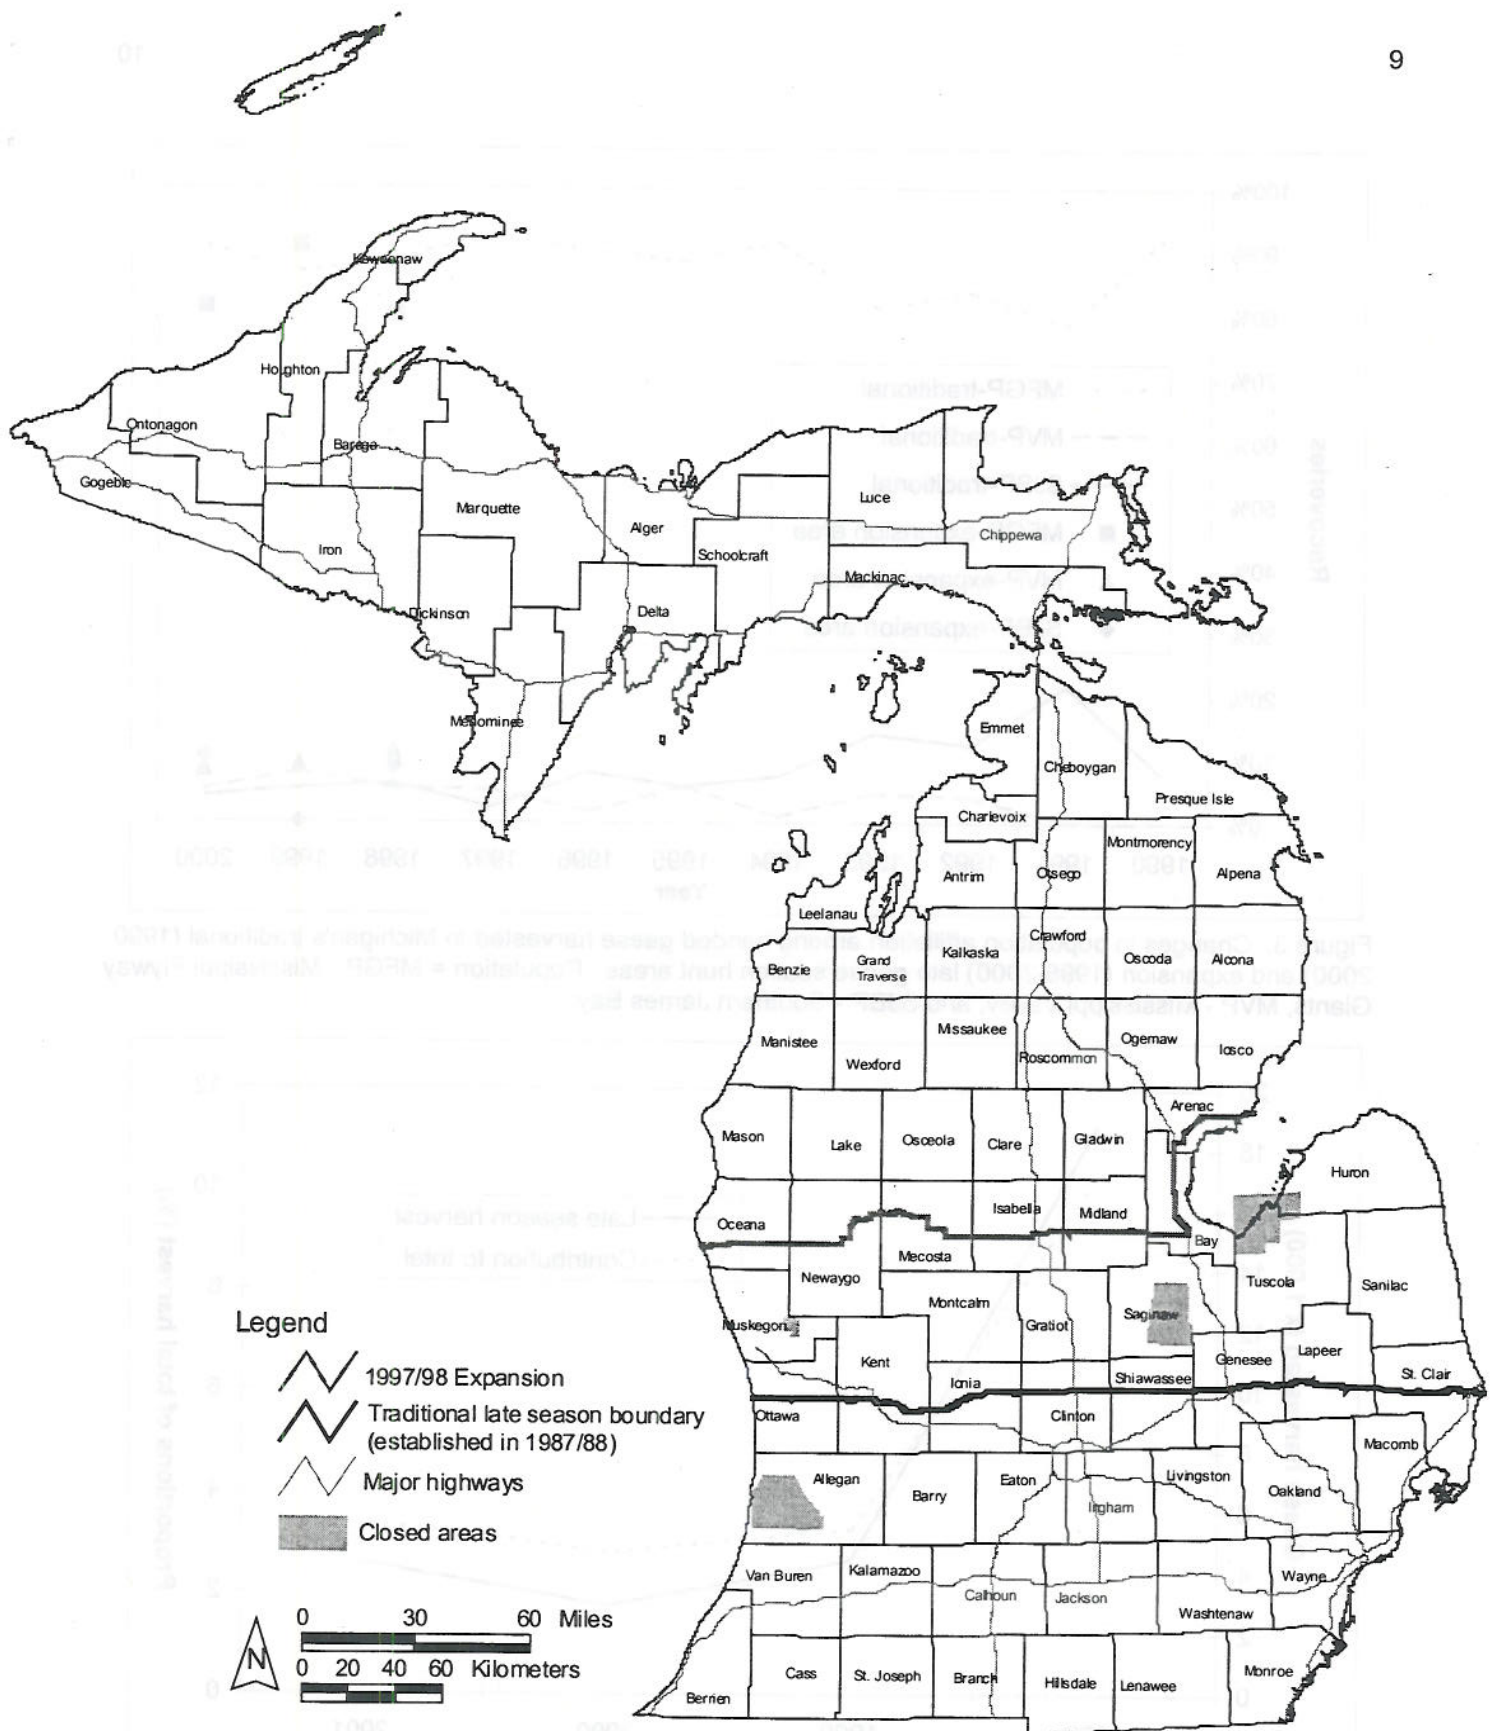 9
Keweenaw
Houghton
Ontonagon
Baraga
Gogebic
Marquette
Luce
Alger
Chippewa
Iron
Schoolcraft
Mackinac
Dickinson
Delta
Menominee
Emmet
Cheboygan
Presque Isle
Charlevoix
Montmorency
Antrim
Otsego
Alpena
Leelanau
Crawford
Benzie
Grand
Traverse
Kalkaska
Oscoda
Alcona
Manistee
Missaukee
Ogemaw
Iosco
Wexford
Roscommon
Arenac
Mason
Lake
Osceola
Clare
Gladwin
Huron
Oceana
Isabella
Midland
Mecosta
Bay
Newaygo
Tuscola
Sanilac
Montcalm
Saginaw
Muskegon
Gratiot
Kent
Genesee
Lapeer
Ionia
Shiawassee
St. Clair
Ottawa
Clinton
Macomb
Allegan
Barry
Eaton
Ingham
Livingston
Oakland
Van Buren
Kalamazoo
Calhoun
Jackson
Washtenaw
Wayne
Berrien
Cass
St. Joseph
Branch
Hillsdale
Lenawee
Monroe
Legend
1997/98 Expansion
Traditional late season boundary
(established in 1987/88)
Major highways
Closed areas
0 30 60 Miles
N
0 20 40 60 Kilometers